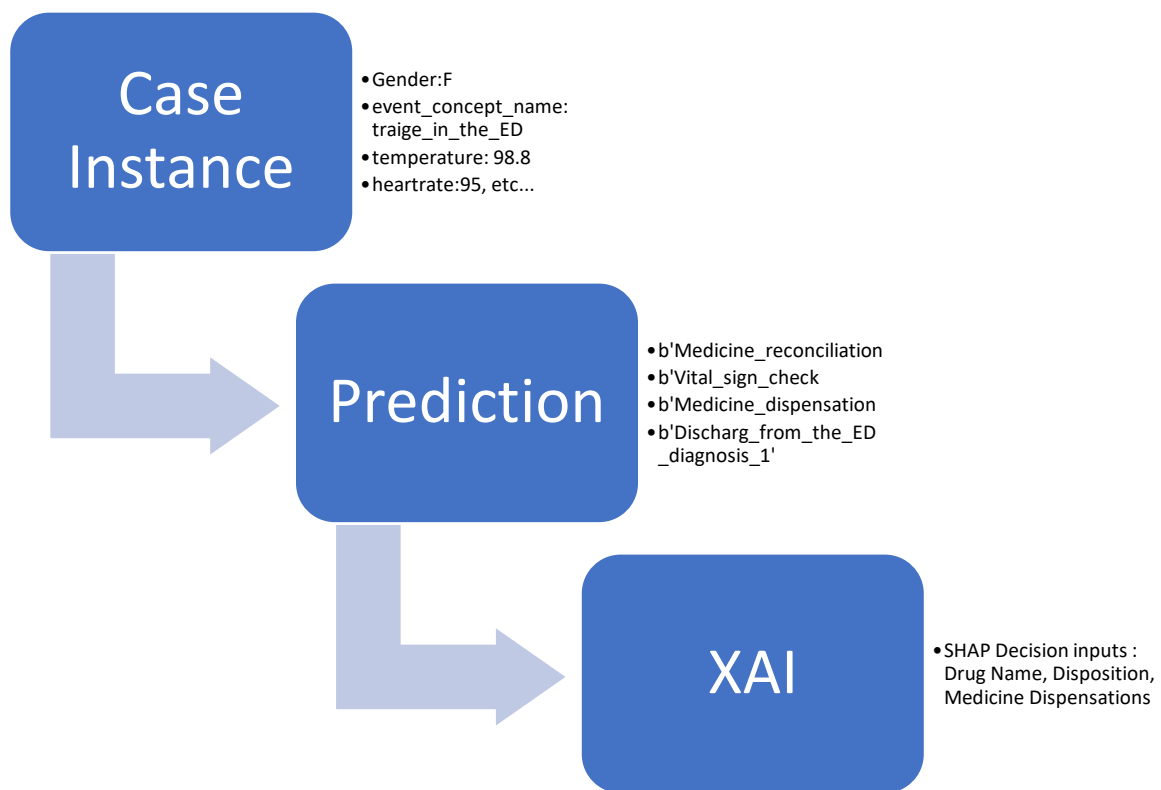 Case
Instance
•Gender:F
•event_concept_name:
traige_in_the_ED
•temperature: 98.8
•heartrate:95, etc...
Prediction
•b'Medicine_reconciliation
•b'Vital_sign_check
•b'Medicine_dispensation
•b'Discharg_from_the_ED
_diagnosis_1'
XAI
•SHAP Decision inputs :
Drug Name, Disposition,
Medicine Dispensations